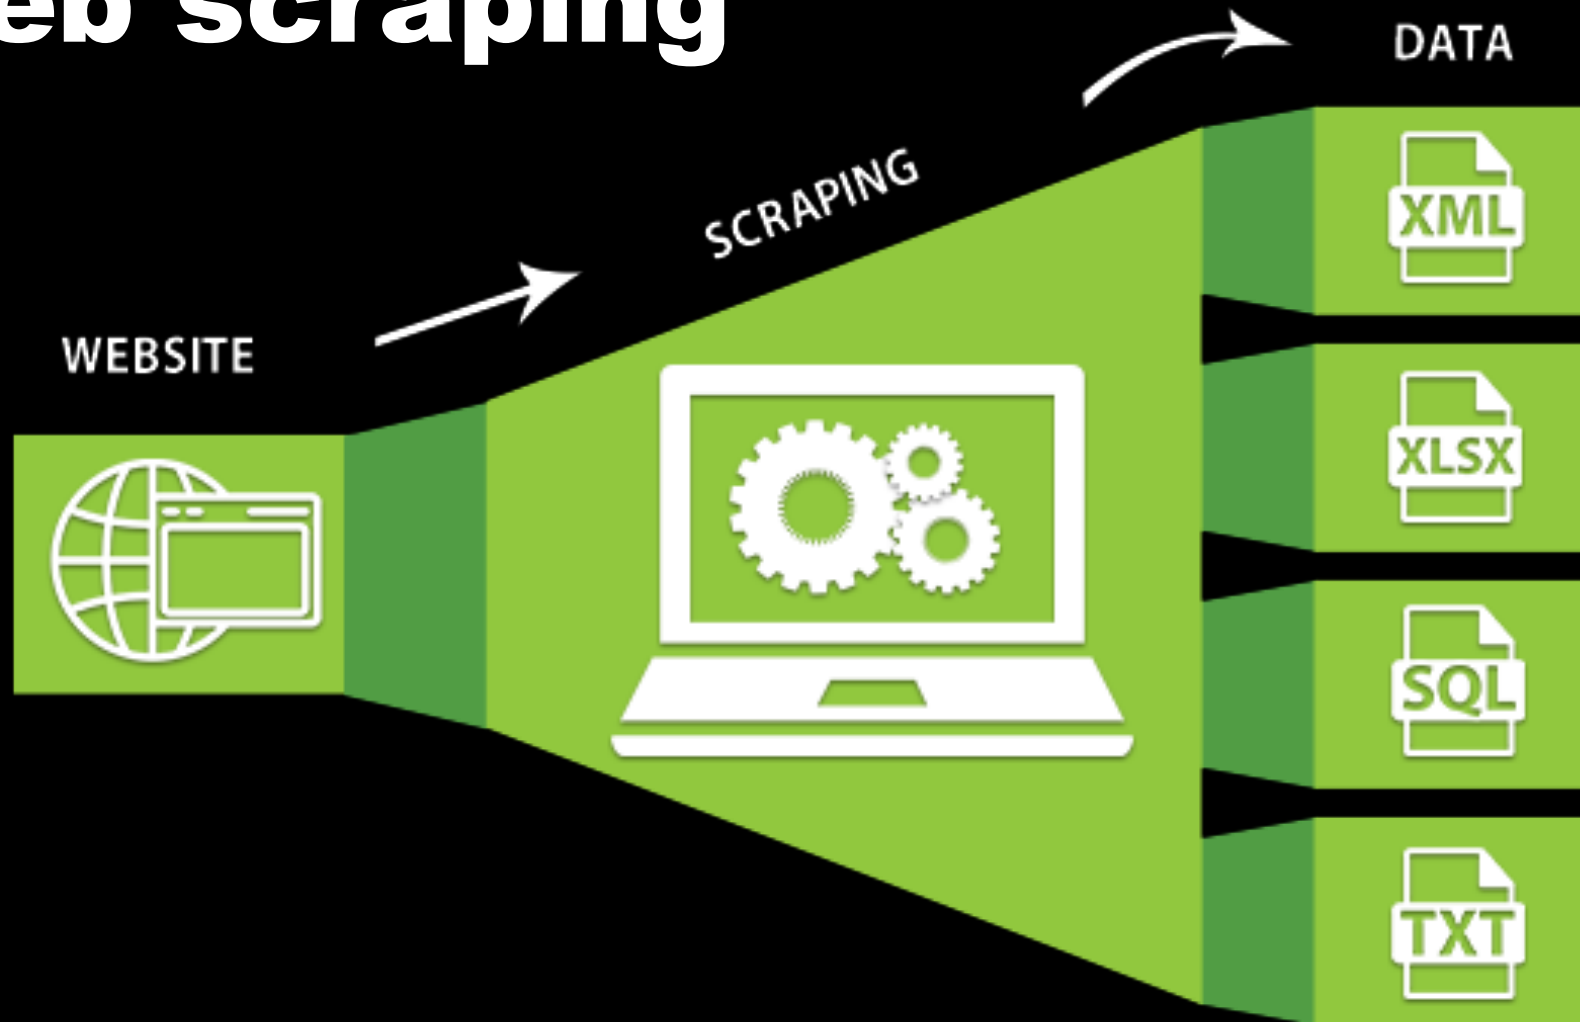 eb scraping
DATA
SCRAPING
WEBSITE
XML
XLSX
SQL
TXT